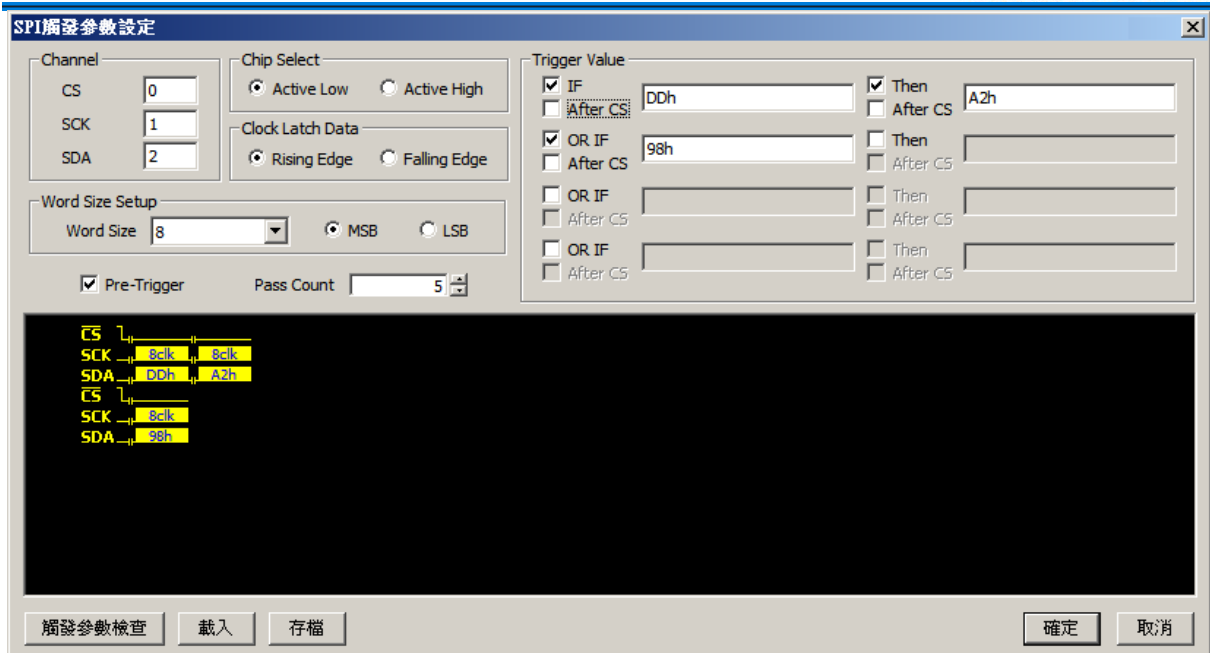 SPI觸發參數設定
Channel
CS 0
SCK 1
SDA 2
Chip Select
Active Low Active High
Clock Latch Data
Rising Edge Falling Edge
Word Size Setup
Word Size 8 MSB LSB
Pre-Trigger Pass Count 5
Trigger Value
IF DDh Then A2h
After CS After CS
OR IF 98h Then
After CS After CS
OR IF Then
After CS After CS
OR IF Then
After CS After CS
CS
SCK 8clk 8clk
SDA DDh A2h
CS
SCK 8clk
SDA 98h
觸發參數檢查 載入 存檔 確定 取消